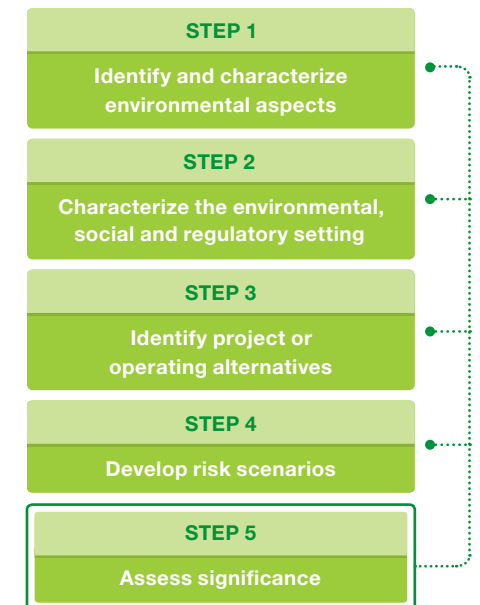 STEP 1
Identify and characterize
environmental aspects
STEP 2
Characterize the environmental,
social and regulatory setting
STEP 3
Identify project or
operating alternatives
STEP 4
Develop risk scenarios
STEP 5
Assess significance